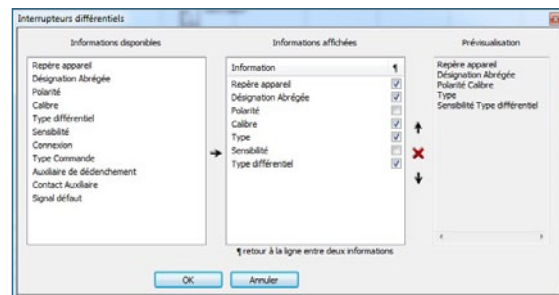 Interrupteurs différentiels
Informations disponibles
Repère appareil
Désignation Abrégée
Polarité
Calibre
Type différentiel
Sensibilité
Connexion
Type Commande
Auxiliaire de déclenchement
Contact Auxiliaire
Signal défaut
Informations affichées
Information ¶
Repère appareil
Désignation Abrégée
Polarité
Calibre
Type
Sensibilité
Type différentiel
¶ retour à la ligne entre deux informations
Prévisualisation
Repère appareil
Désignation Abrégée
Polarité Calibre
Type
Sensibilité Type différentiel
OK
Annuler